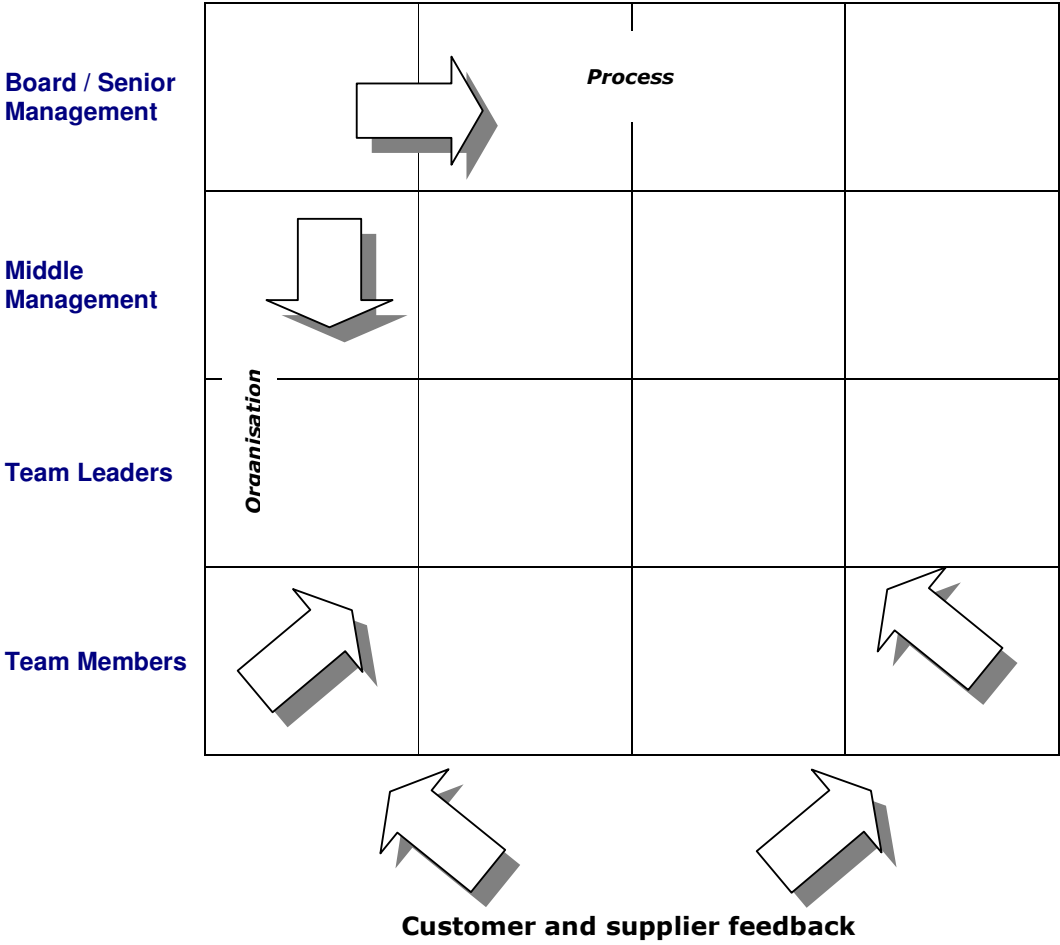 Board / Senior
Management
Process
Middle
Management
Organisation
Team Leaders
Team Members
Customer and supplier feedback